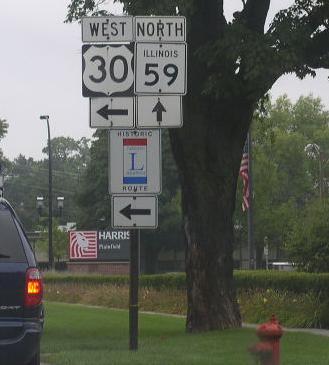 WEST NORTH
30
ILLINOIS
59
HISTORIC
L
ROUTE
HARRIS
Plainfield